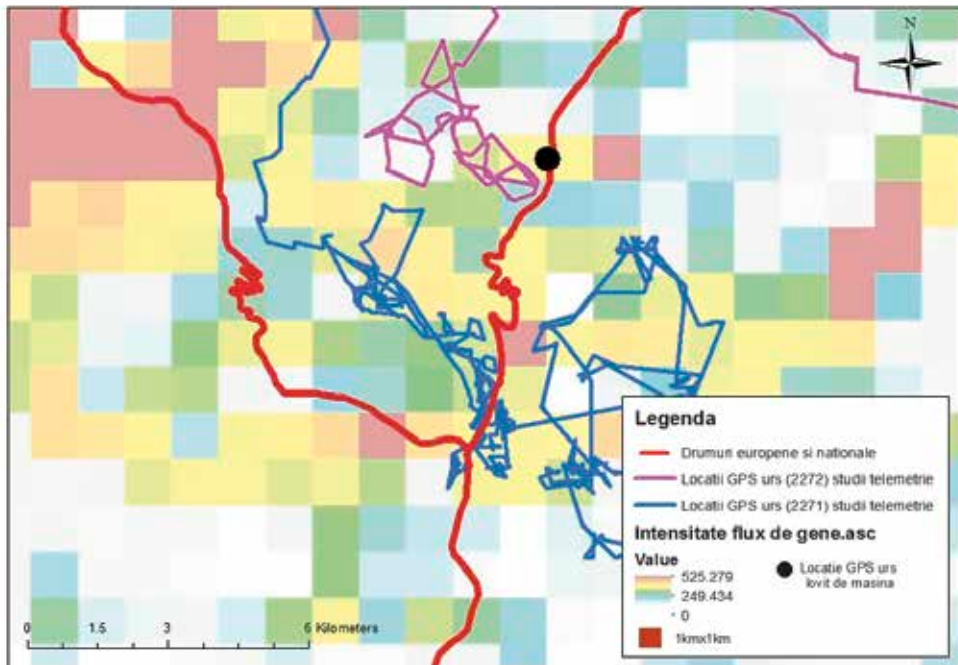 N
Legenda
Drumuri europene si nationale
Locatii GPS urs (2272) studii telemetrie
Locatii GPS urs (2271) studii telemetrie
Intensitate flux de gene.asc
Value
525.279
249.434
0
Locatie GPS urs
lovit de masina
1kmx1km
0 1.5 3 6 Kilometers